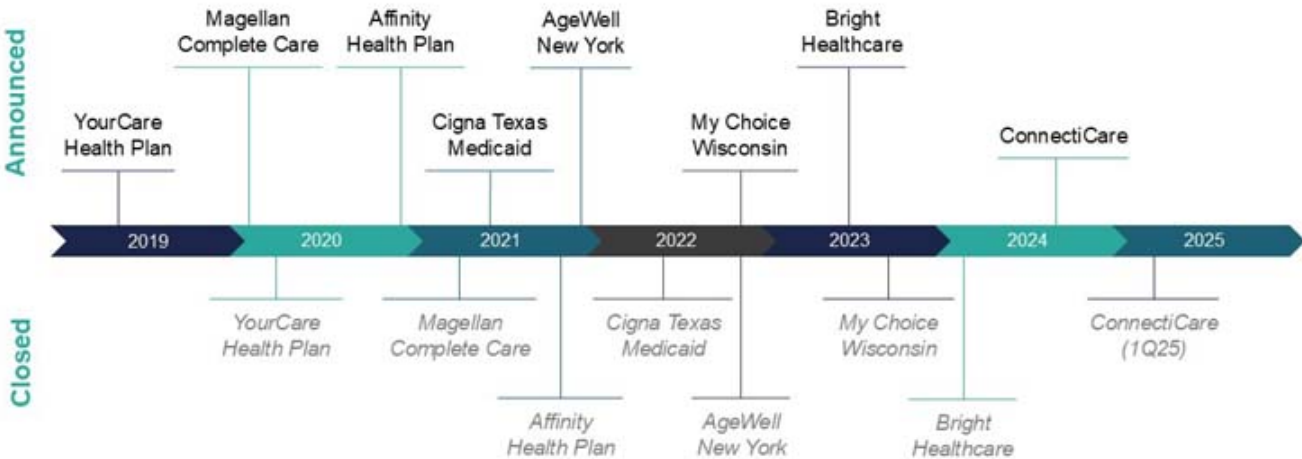 Announced
Magellan
Complete Care
Affinity
Health Plan
AgeWell
New York
Bright
Healthcare
YourCare
Health Plan
Cigna Texas
Medicaid
My Choice
Wisconsin
ConnectiCare
2019
2020
2021
2022
2023
2024
2025
Closed
YourCare
Health Plan
Magellan
Complete Care
Cigna Texas
Medicaid
My Choice
Wisconsin
ConnectiCare
(1Q25)
Affinity
Health Plan
AgeWell
New York
Bright
Healthcare